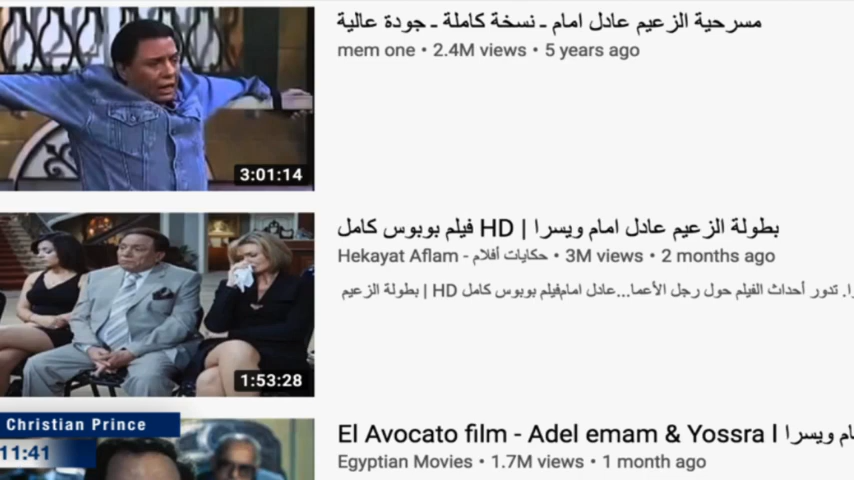 مسرحية الزعيم عادل امام ـ نسخة كاملة ـ جودة عالية
mem one • 2.4M views • 5 years ago
3:01:14
فيلم بوبوس كامل HD | بطولة الزعيم عادل امام ويسرا
Hekayat Aflam - حكايات أفلام • 3M views • 2 months ago
بطولة الزعيم | HD عادل امامفيلم بوبوس كامل...را. تدور أحداث الفيلم حول رجل الأعما
1:53:28
Christian Prince
11:41
El Avocato film - Adel emam & Yossra l ام ويسرا
Egyptian Movies • 1.7M views • 1 month ago